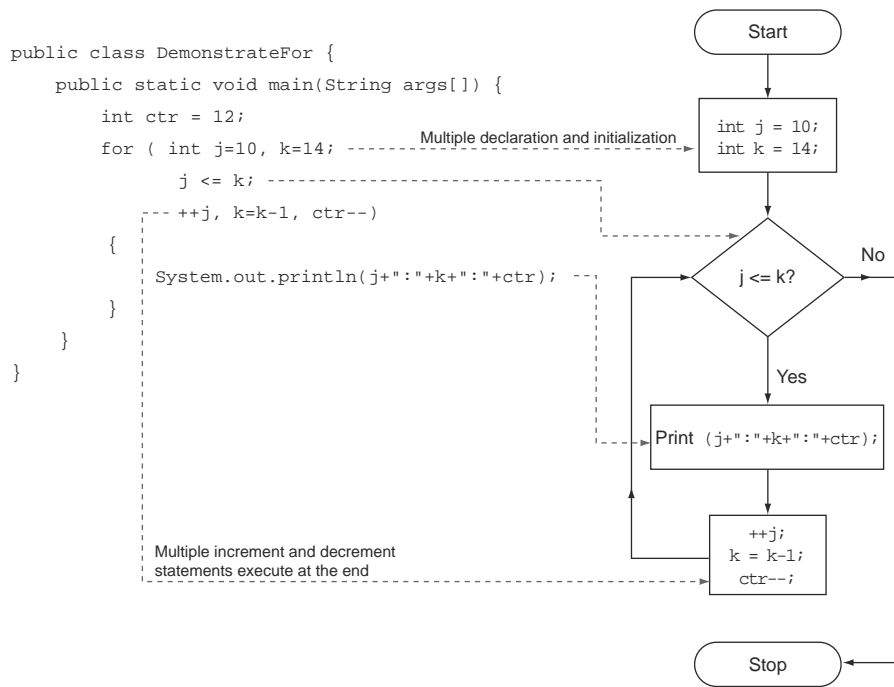 public class DemonstrateFor {
public static void main(String args[]) {
int ctr = 12;
for ( int j=10, k=14;
j <= k;
++j, k=k-1, ctr--)
{
System.out.println(j+":"+k+":"+ctr);
}
}
}
Multiple declaration and initialization
Multiple increment and decrement
statements execute at the end
Start
int j = 10;
int k = 14;
j <= k?
No
Yes
Print (j+":"+k+":"+ctr);
++j;
k = k-1;
ctr--;
Stop